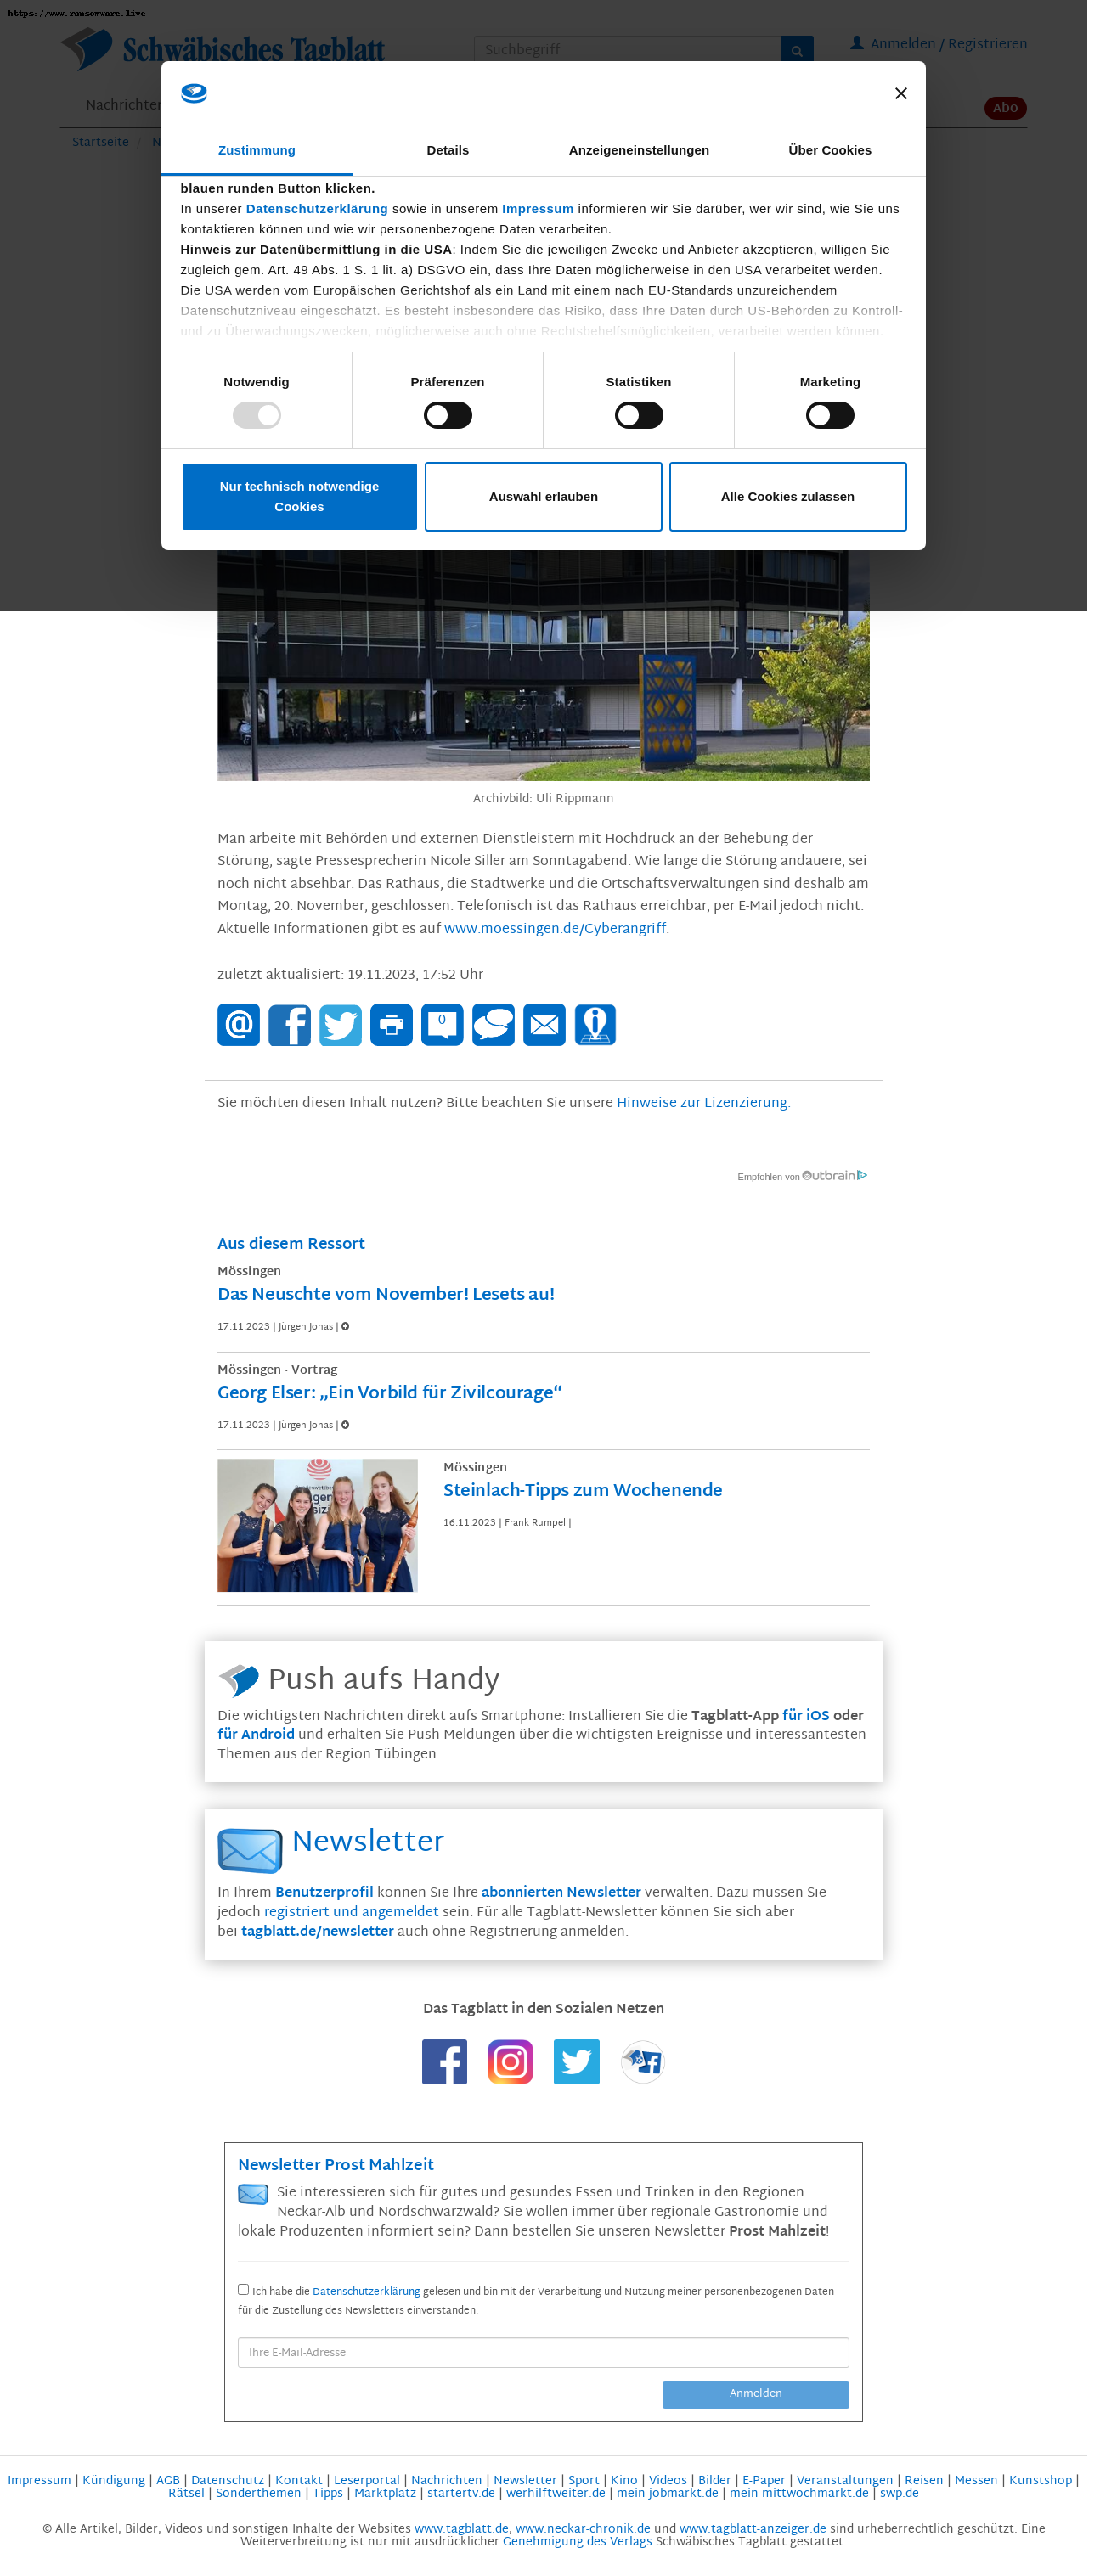 https://www.ransomware.live
Schwäbisches Tagblatt
Suchbegriff
Anmelden / Registrieren
Nachrichten
Abo
Startseite / N
Zustimmung
Details
Anzeigeneinstellungen
Über Cookies
blauen runden Button klicken.
In unserer Datenschutzerklärung sowie in unserem Impressum informieren wir Sie darüber, wer wir sind, wie Sie uns
kontaktieren können und wie wir personenbezogene Daten verarbeiten.
Hinweis zur Datenübermittlung in die USA: Indem Sie die jeweiligen Zwecke und Anbieter akzeptieren, willigen Sie
zugleich gem. Art. 49 Abs. 1 S. 1 lit. a) DSGVO ein, dass Ihre Daten möglicherweise in den USA verarbeitet werden.
Die USA werden vom Europäischen Gerichtshof als ein Land mit einem nach EU-Standards unzureichendem
Datenschutzniveau eingeschätzt. Es besteht insbesondere das Risiko, dass Ihre Daten durch US-Behörden zu Kontroll-
und zu Überwachungszwecken, möglicherweise auch ohne Rechtsbehelfsmöglichkeiten, verarbeitet werden können.
Notwendig
Präferenzen
Statistiken
Marketing
Nur technisch notwendige
Cookies
Auswahl erlauben
Alle Cookies zulassen
Archivbild: Uli Rippmann
Man arbeite mit Behörden und externen Dienstleistern mit Hochdruck an der Behebung der
Störung, sagte Pressesprecherin Nicole Siller am Sonntagabend. Wie lange die Störung andauere, sei
noch nicht absehbar. Das Rathaus, die Stadtwerke und die Ortschaftsverwaltungen sind deshalb am
Montag, 20. November, geschlossen. Telefonisch ist das Rathaus erreichbar, per E-Mail jedoch nicht.
Aktuelle Informationen gibt es auf www.moessingen.de/Cyberangriff.
zuletzt aktualisiert: 19.11.2023, 17:52 Uhr
0
Sie möchten diesen Inhalt nutzen? Bitte beachten Sie unsere Hinweise zur Lizenzierung.
Empfohlen von Outbrain
Aus diesem Ressort
Mössingen
Das Neuschte vom November! Lesets au!
17.11.2023 | Jürgen Jonas |
Mössingen · Vortrag
Georg Elser: „Ein Vorbild für Zivilcourage“
17.11.2023 | Jürgen Jonas |
Mössingen
Steinlach-Tipps zum Wochenende
16.11.2023 | Frank Rumpel |
Push aufs Handy
Die wichtigsten Nachrichten direkt aufs Smartphone: Installieren Sie die Tagblatt-App für iOS oder
für Android und erhalten Sie Push-Meldungen über die wichtigsten Ereignisse und interessantesten
Themen aus der Region Tübingen.
Newsletter
In Ihrem Benutzerprofil können Sie Ihre abonnierten Newsletter verwalten. Dazu müssen Sie
jedoch registriert und angemeldet sein. Für alle Tagblatt-Newsletter können Sie sich aber
bei tagblatt.de/newsletter auch ohne Registrierung anmelden.
Das Tagblatt in den Sozialen Netzen
Newsletter Prost Mahlzeit
Sie interessieren sich für gutes und gesundes Essen und Trinken in den Regionen
Neckar-Alb und Nordschwarzwald? Sie wollen immer über regionale Gastronomie und
lokale Produzenten informiert sein? Dann bestellen Sie unseren Newsletter Prost Mahlzeit!
Ich habe die Datenschutzerklärung gelesen und bin mit der Verarbeitung und Nutzung meiner personenbezogenen Daten
für die Zustellung des Newsletters einverstanden.
Ihre E-Mail-Adresse
Anmelden
Impressum | Kündigung | AGB | Datenschutz | Kontakt | Leserportal | Nachrichten | Newsletter | Sport | Kino | Videos | Bilder | E-Paper | Veranstaltungen | Reisen | Messen | Kunstshop |
Rätsel | Sonderthemen | Tipps | Marktplatz | startertv.de | werhilftweiter.de | mein-jobmarkt.de | mein-mittwochmarkt.de | swp.de
© Alle Artikel, Bilder, Videos und sonstigen Inhalte der Websites www.tagblatt.de, www.neckar-chronik.de und www.tagblatt-anzeiger.de sind urheberrechtlich geschützt. Eine
Weiterverbreitung ist nur mit ausdrücklicher Genehmigung des Verlags Schwäbisches Tagblatt gestattet.